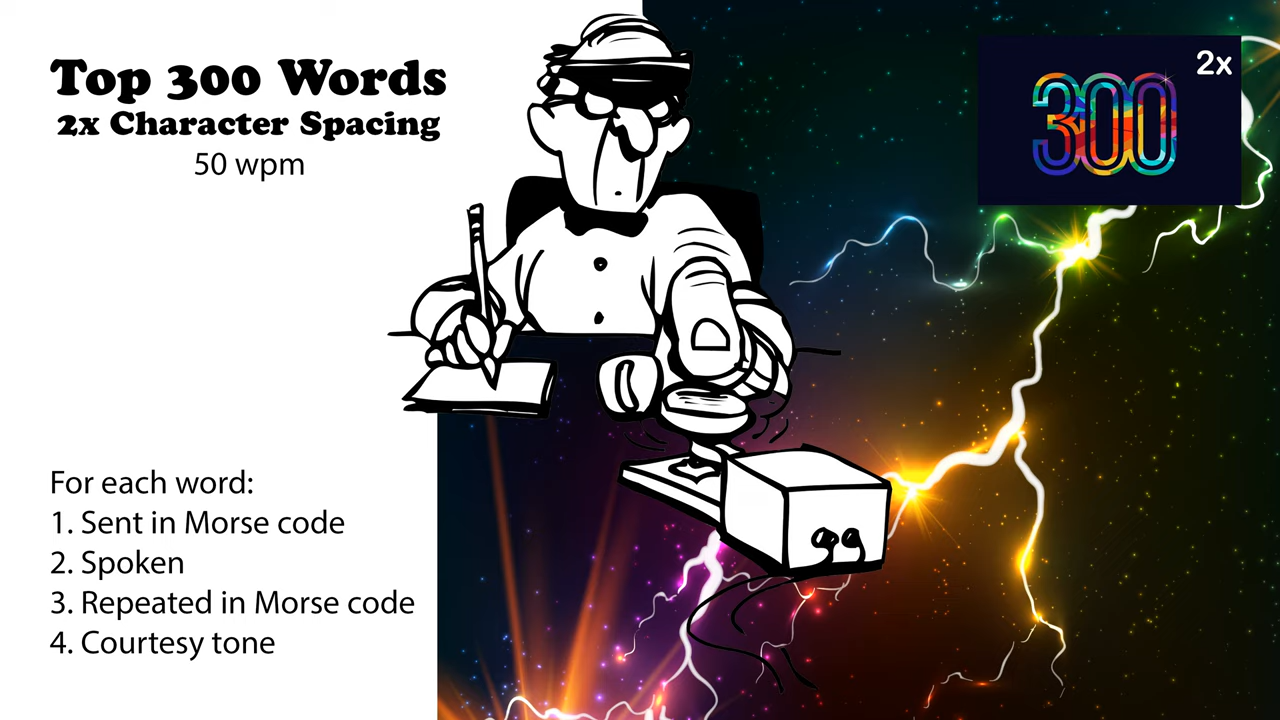 Top 300 Words
2x Character Spacing
50 wpm
2x
300
For each word:
1. Sent in Morse code
2. Spoken
3. Repeated in Morse code
4. Courtesy tone